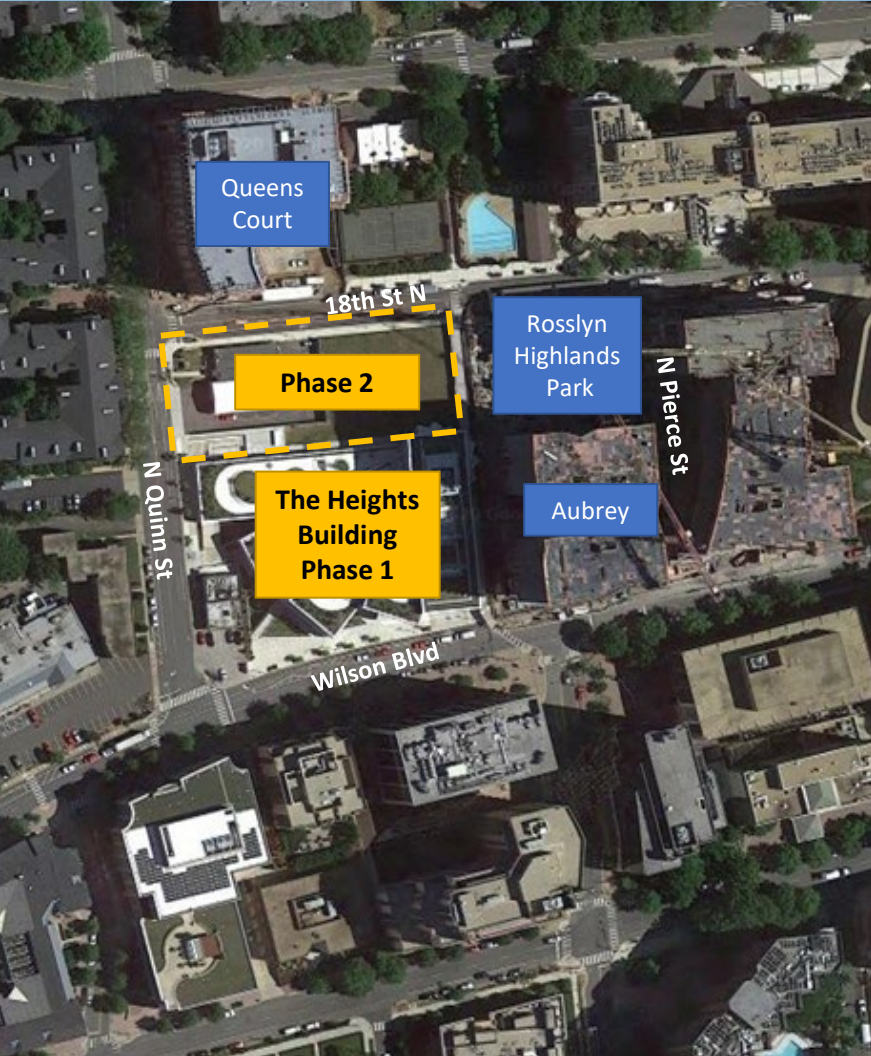 Queens
Court
18th St N
Rosslyn
Highlands
Park
Phase 2
N Pierce St
The Heights
Building
Phase 1
Aubrey
N Quinn St
Wilson Blvd